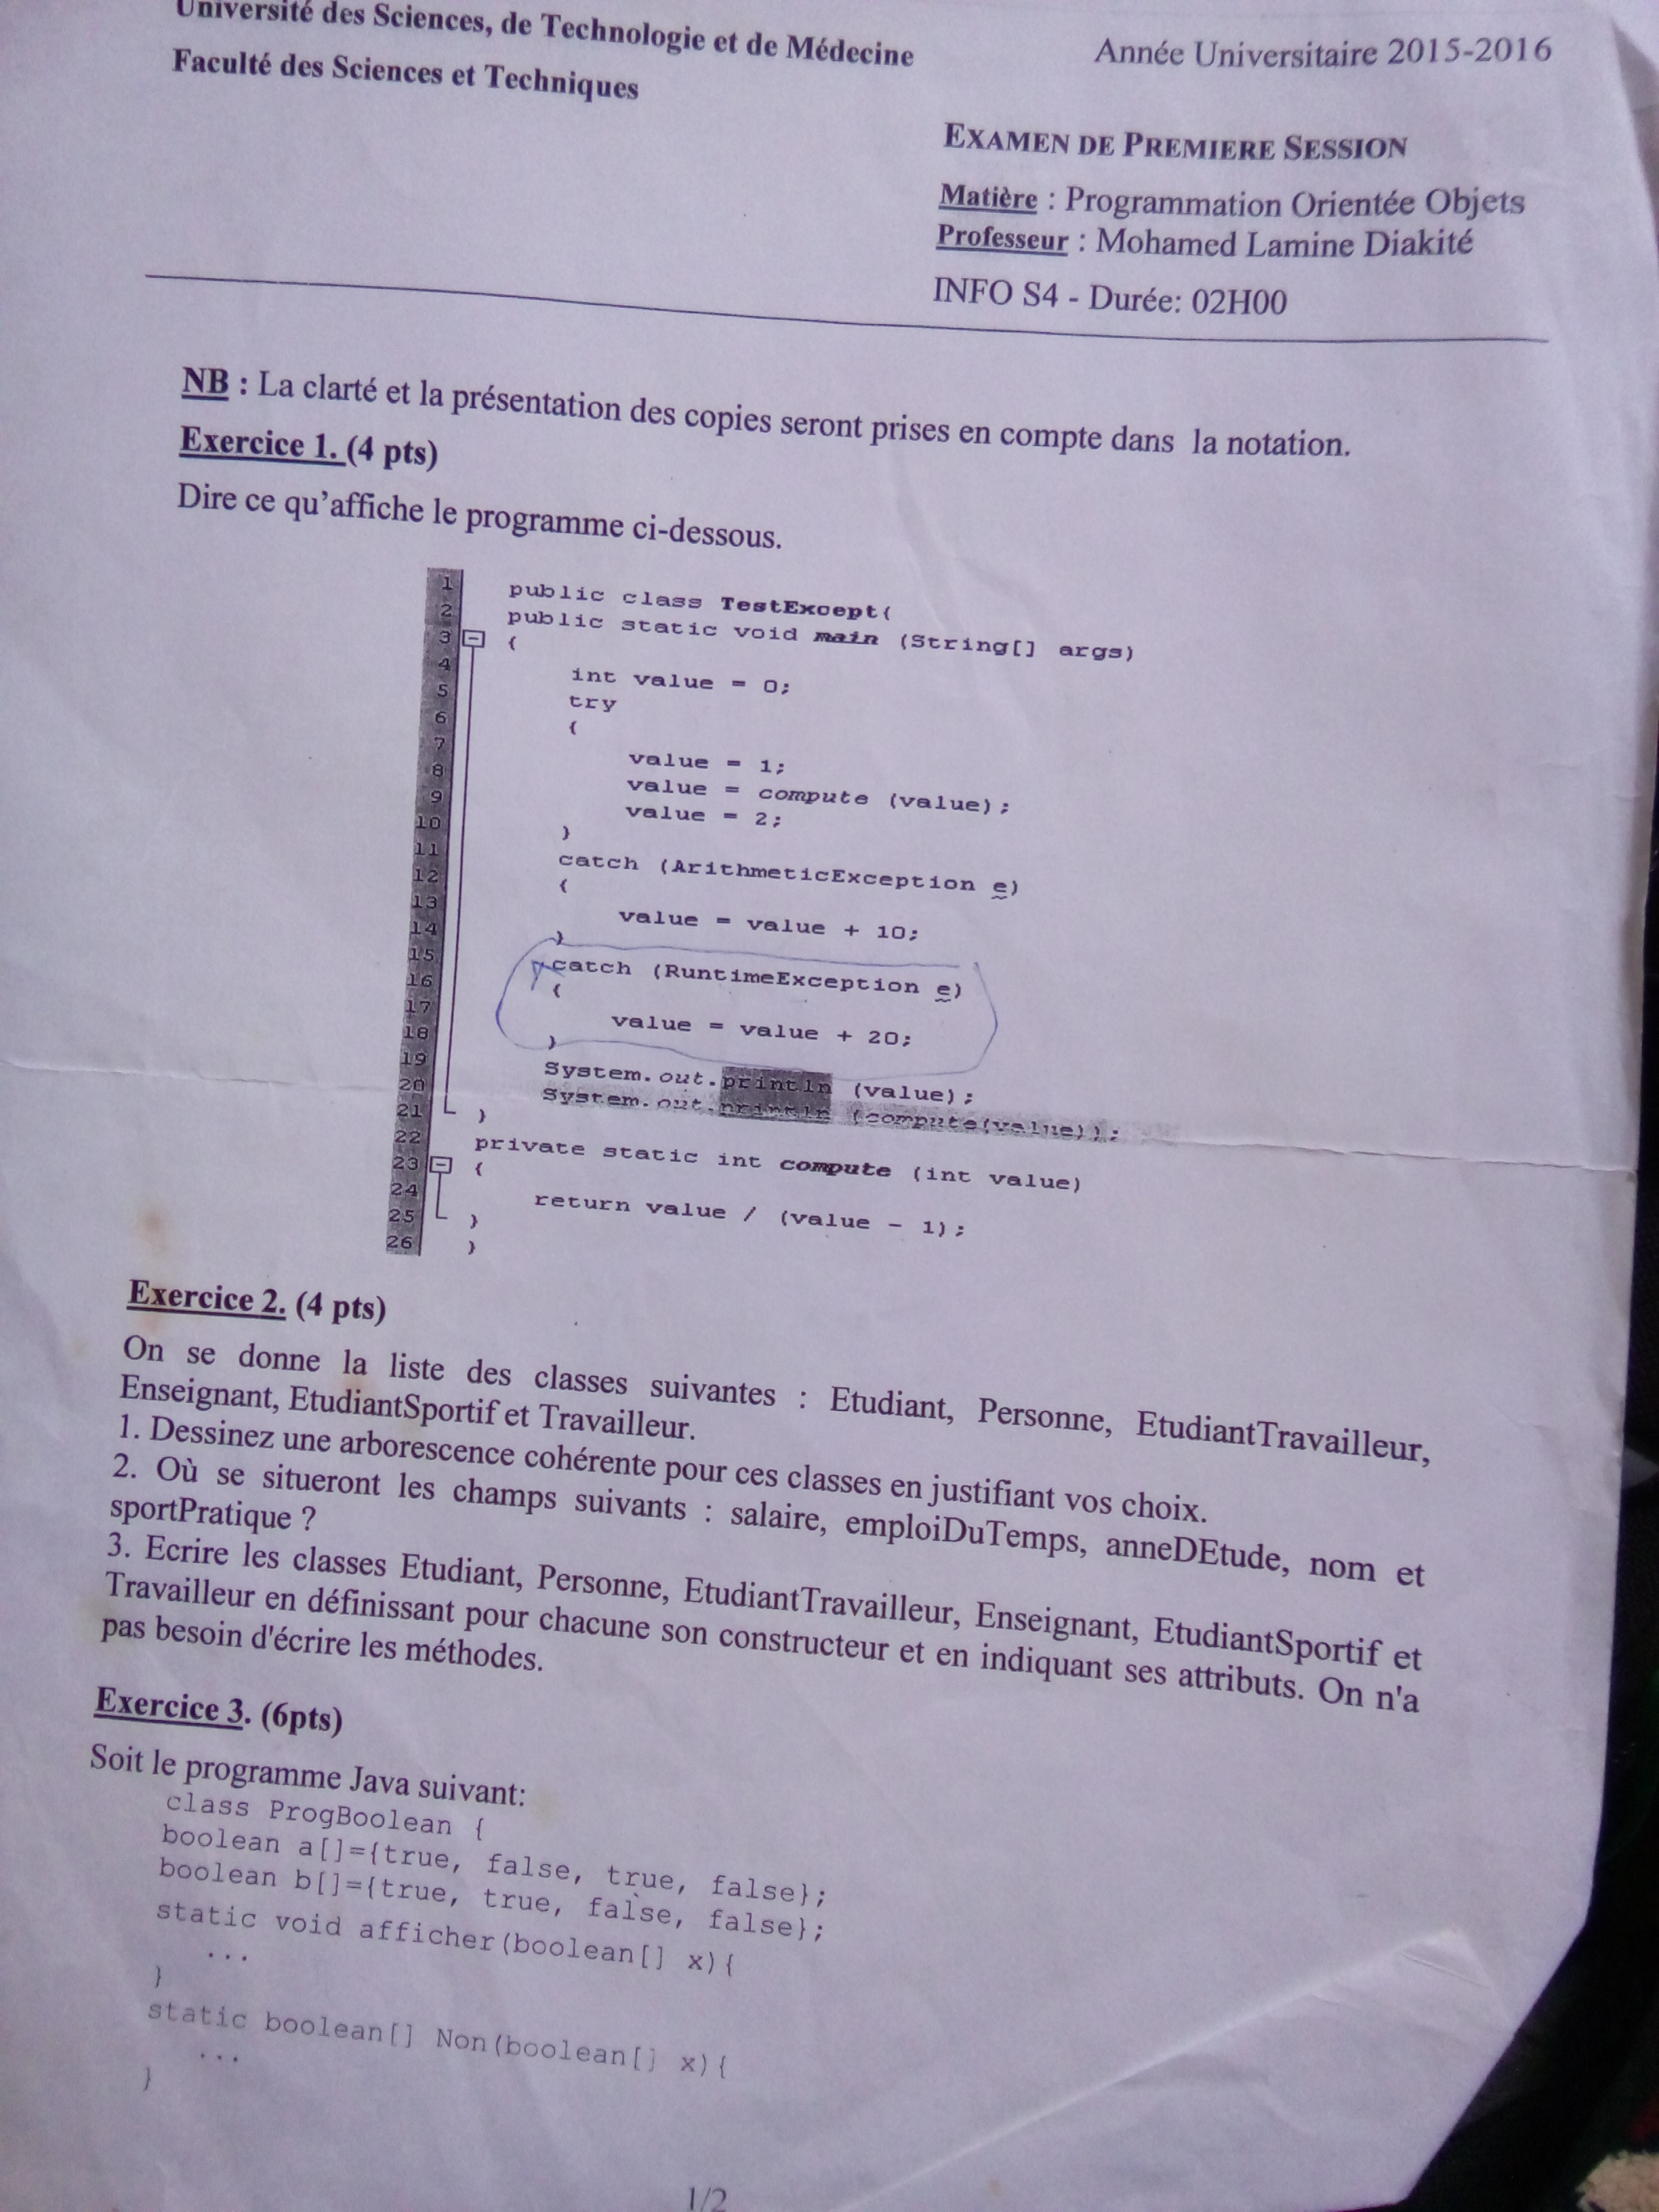 Université des Sciences, de Technologie et de Médecine
Faculté des Sciences et Techniques
Année Universitaire 2015-2016
EXAMEN DE PREMIERE SESSION
Matière : Programmation Orientée Objets
Professeur : Mohamed Lamine Diakité
INFO S4 - Durée: 02H00
NB : La clarté et la présentation des copies seront prises en compte dans la notation.
Exercice 1. (4 pts)
Dire ce qu'affiche le programme ci-dessous.
1 public class TestExcept{
2 public static void main (String[] args)
3 {
4 int value = 0;
5 try
6 {
7 value = 1;
8 value = compute (value);
9 value = 2;
10 }
11 catch (ArithmeticException e)
12 {
13 value = value + 10;
14 }
15 catch (RuntimeException e)
16 {
17 value = value + 20;
18 }
19 System.out.println (value);
20 System.out.println (compute(value));
21 }
22 private static int compute (int value)
23 {
24 return value / (value - 1);
25 }
26 }
Exercice 2. (4 pts)
On se donne la liste des classes suivantes : Etudiant, Personne, EtudiantTravailleur,
Enseignant, EtudiantSportif et Travailleur.
1. Dessinez une arborescence cohérente pour ces classes en justifiant vos choix.
2. Où se situeront les champs suivants : salaire, emploiDuTemps, anneDEtude, nom et
sportPratique ?
3. Ecrire les classes Etudiant, Personne, EtudiantTravailleur, Enseignant, EtudiantSportif et
Travailleur en définissant pour chacune son constructeur et en indiquant ses attributs. On n'a
pas besoin d'écrire les méthodes.
Exercice 3. (6pts)
Soit le programme Java suivant:
class ProgBoolean {
boolean a[]={true, false, true, false};
boolean b[]={true, true, false, false};
static void afficher(boolean[] x){
...
}
static boolean[] Non(boolean[] x){
...
}
1/2